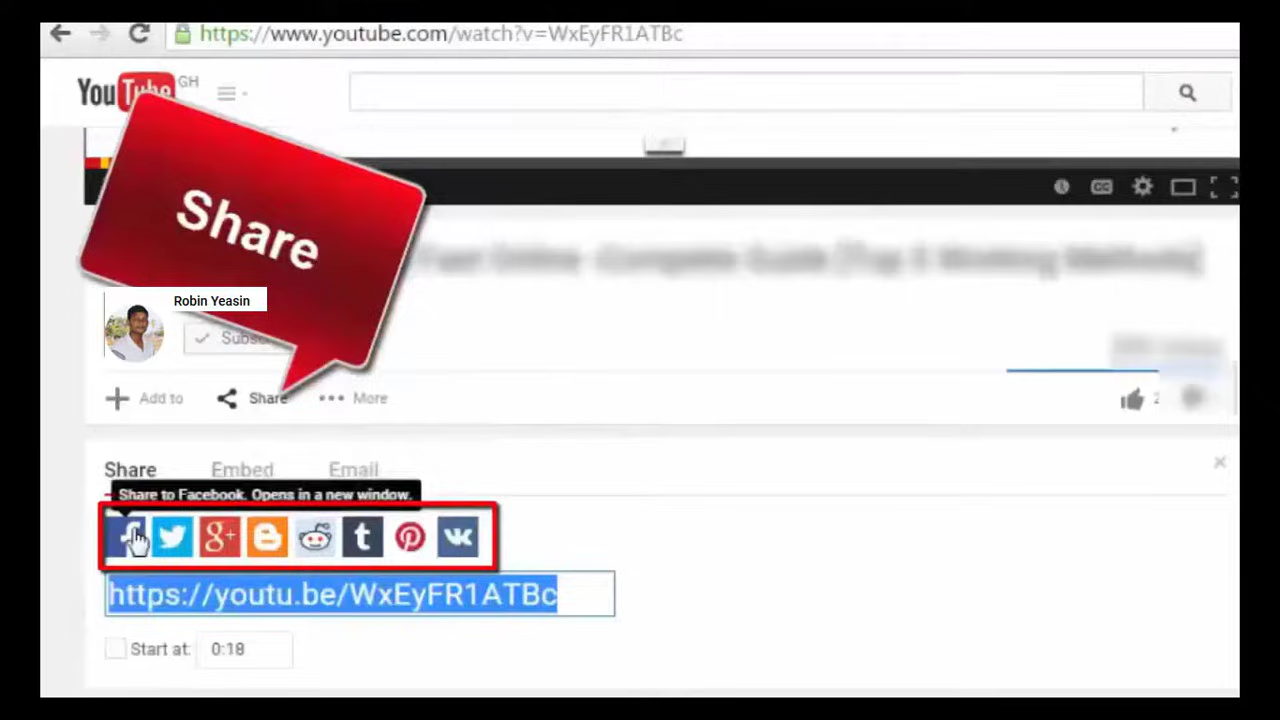 https://www.youtube.com/watch?v=WxEyFR1ATBc
YouTube GH
Share
Robin Yeasin
Add to Share More
Share Embed Email
Share to Facebook. Opens in a new window.
https://youtu.be/WxEyFR1ATBc
Start at: 0:18